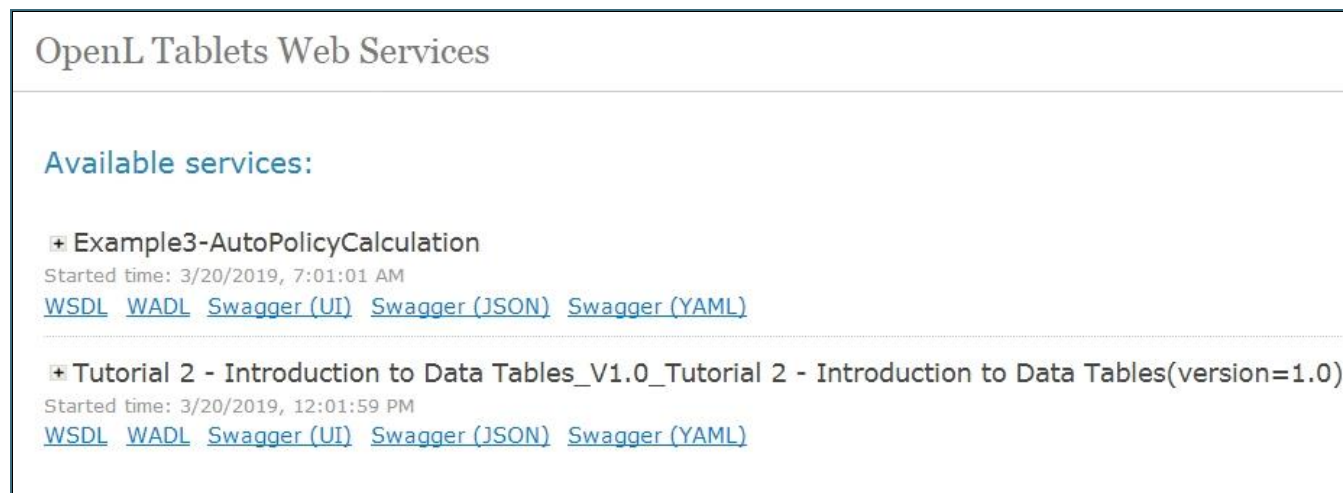 OpenL Tablets Web Services
Available services:
Example3-AutoPolicyCalculation
Started time: 3/20/2019, 7:01:01 AM
WSDL WADL Swagger (UI) Swagger (JSON) Swagger (YAML)
Tutorial 2 - Introduction to Data Tables_V1.0_Tutorial 2 - Introduction to Data Tables(version=1.0)
Started time: 3/20/2019, 12:01:59 PM
WSDL WADL Swagger (UI) Swagger (JSON) Swagger (YAML)